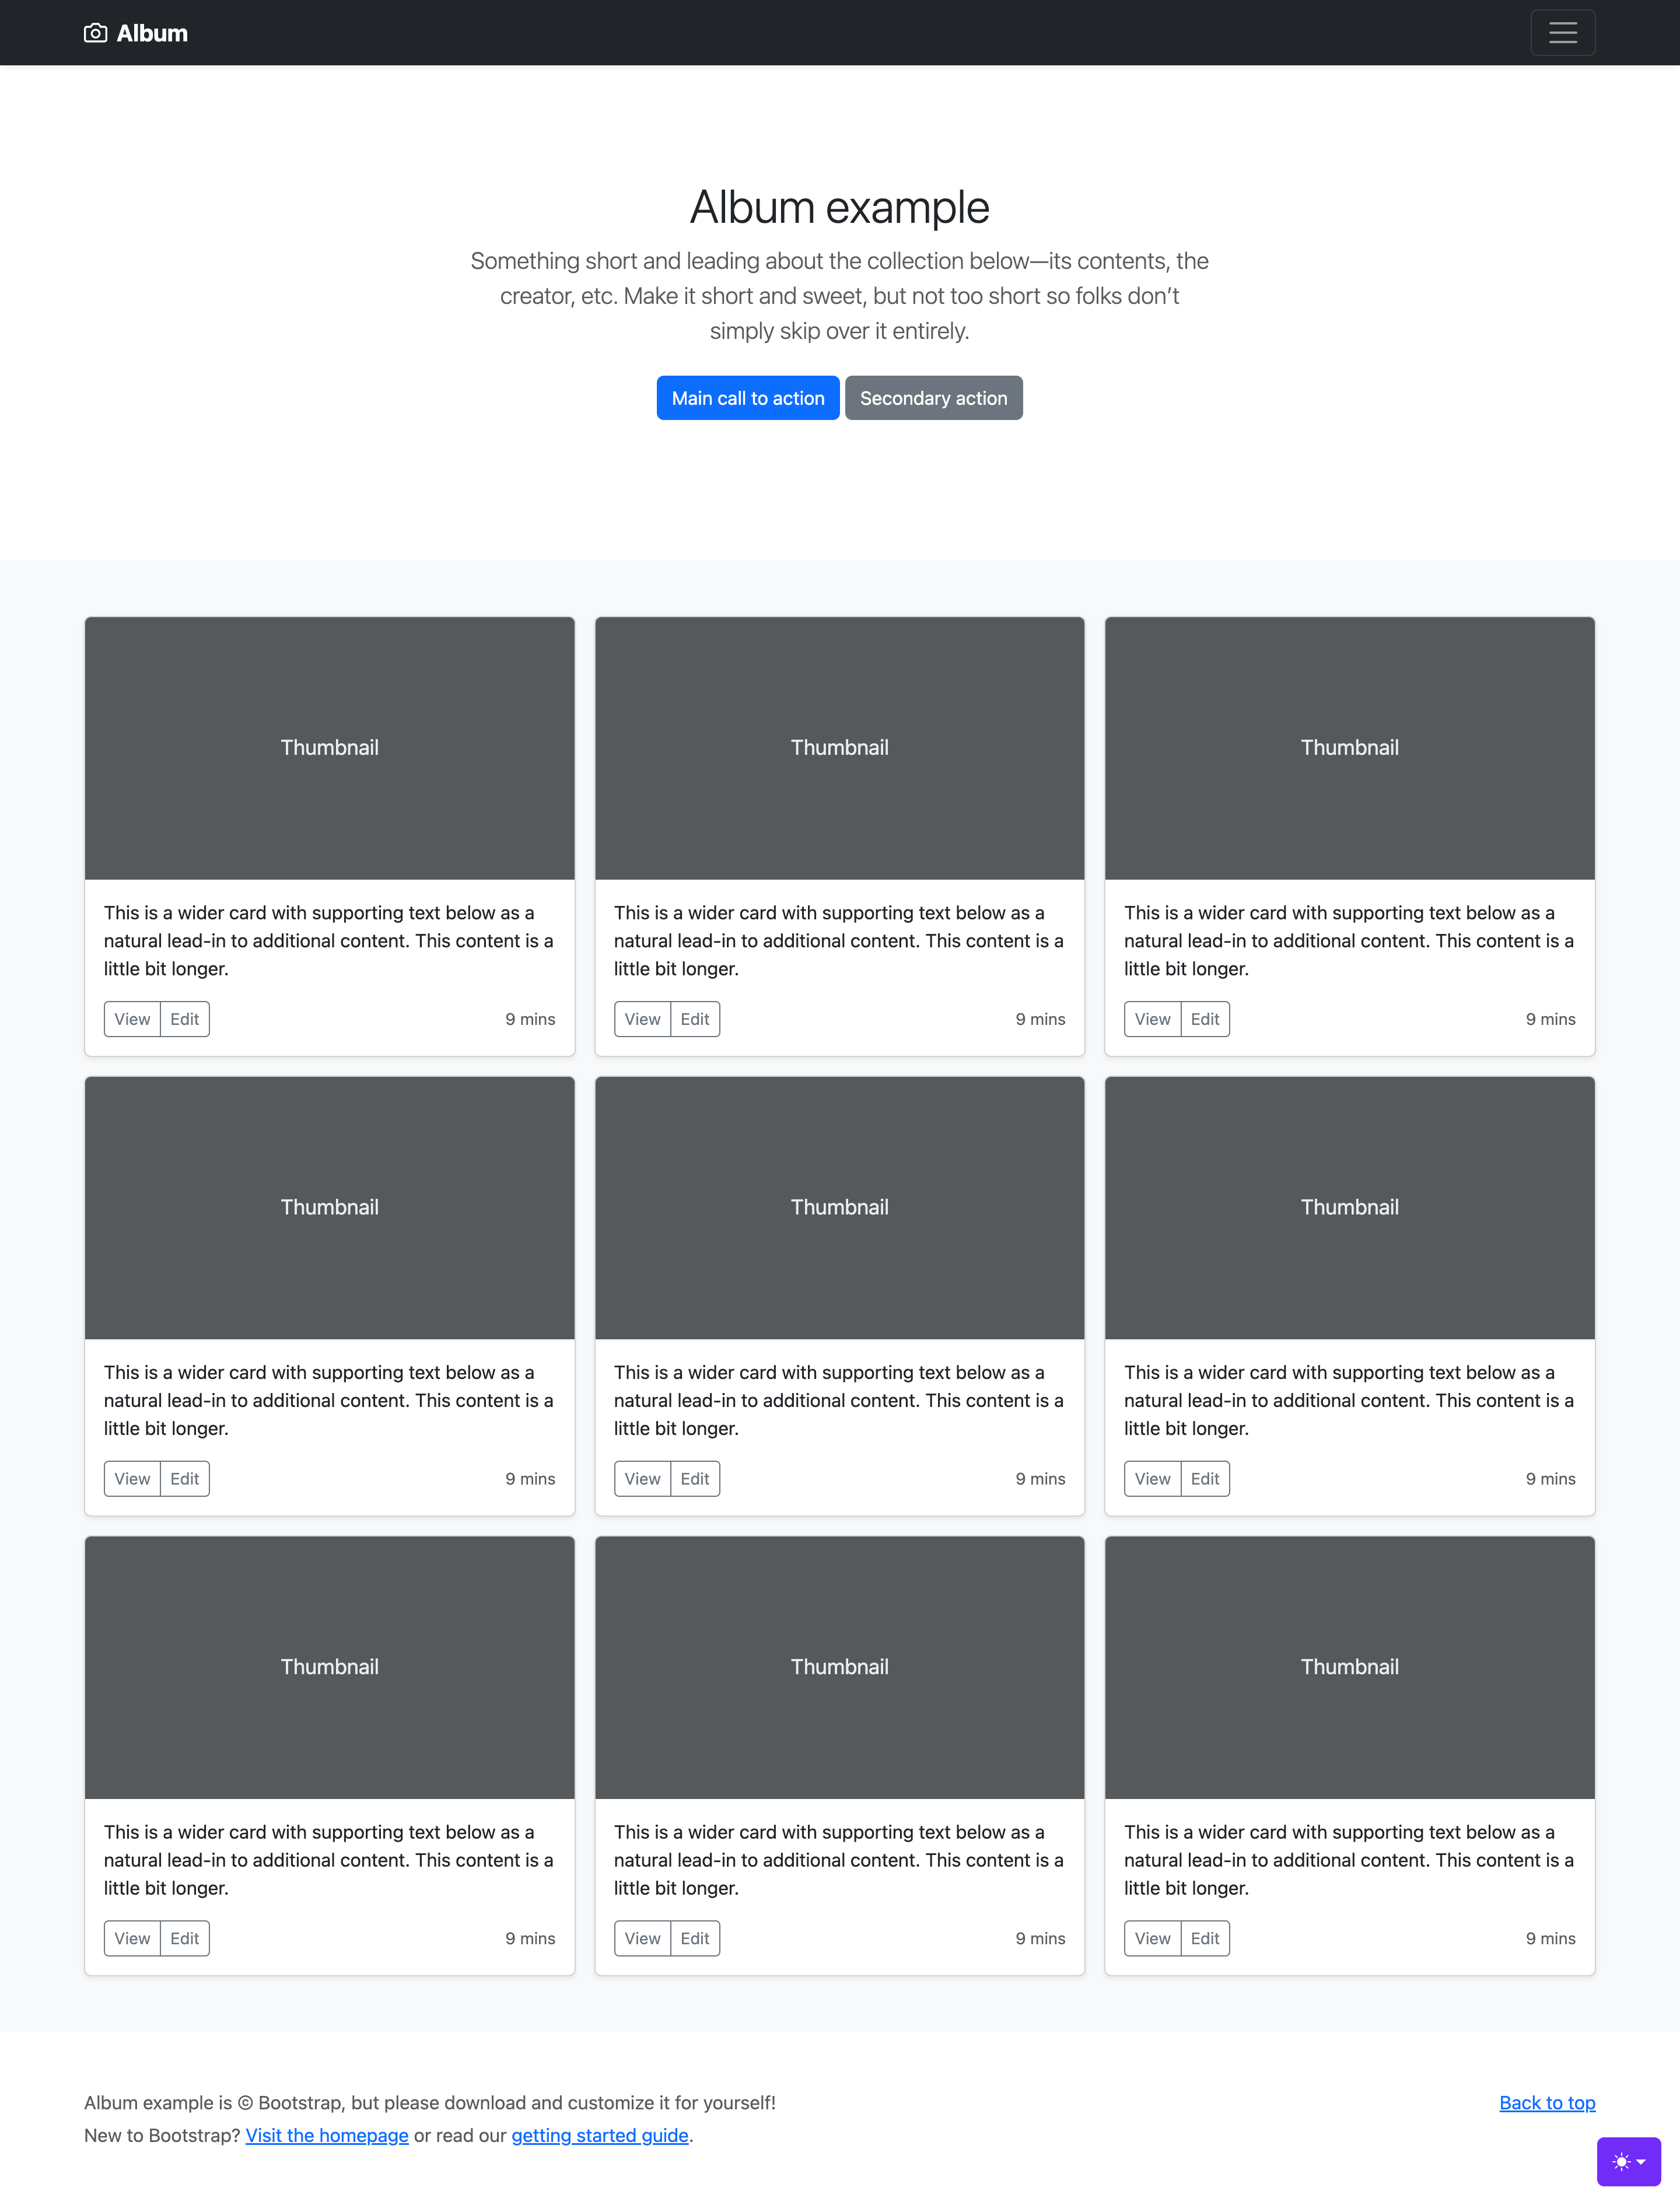 Album
Album example
Something short and leading about the collection below—its contents, the
creator, etc. Make it short and sweet, but not too short so folks don’t
simply skip over it entirely.
Main call to action
Secondary action
Thumbnail
This is a wider card with supporting text below as a
natural lead-in to additional content. This content is a
little bit longer.
View
Edit
9 mins
Thumbnail
This is a wider card with supporting text below as a
natural lead-in to additional content. This content is a
little bit longer.
View
Edit
9 mins
Thumbnail
This is a wider card with supporting text below as a
natural lead-in to additional content. This content is a
little bit longer.
View
Edit
9 mins
Thumbnail
This is a wider card with supporting text below as a
natural lead-in to additional content. This content is a
little bit longer.
View
Edit
9 mins
Thumbnail
This is a wider card with supporting text below as a
natural lead-in to additional content. This content is a
little bit longer.
View
Edit
9 mins
Thumbnail
This is a wider card with supporting text below as a
natural lead-in to additional content. This content is a
little bit longer.
View
Edit
9 mins
Thumbnail
This is a wider card with supporting text below as a
natural lead-in to additional content. This content is a
little bit longer.
View
Edit
9 mins
Thumbnail
This is a wider card with supporting text below as a
natural lead-in to additional content. This content is a
little bit longer.
View
Edit
9 mins
Thumbnail
This is a wider card with supporting text below as a
natural lead-in to additional content. This content is a
little bit longer.
View
Edit
9 mins
Album example is © Bootstrap, but please download and customize it for yourself!
Back to top
New to Bootstrap? Visit the homepage or read our getting started guide.